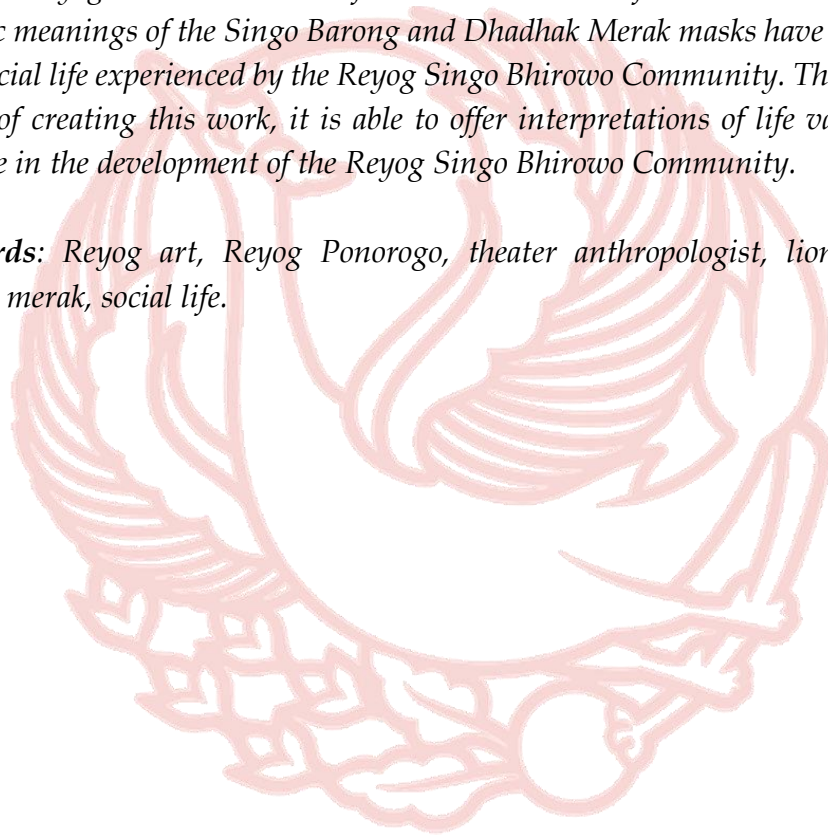 meanings of the Singo Barong and Dhadhak Merak masks have
social life experienced by the Reyog Singo Bhirowo Community. Th
of creating this work, it is able to offer interpretations of life va
in the development of the Reyog Singo Bhirowo Community.
rds: Reyog art, Reyog Ponorogo, theater anthropologist, lion
merak, social life.